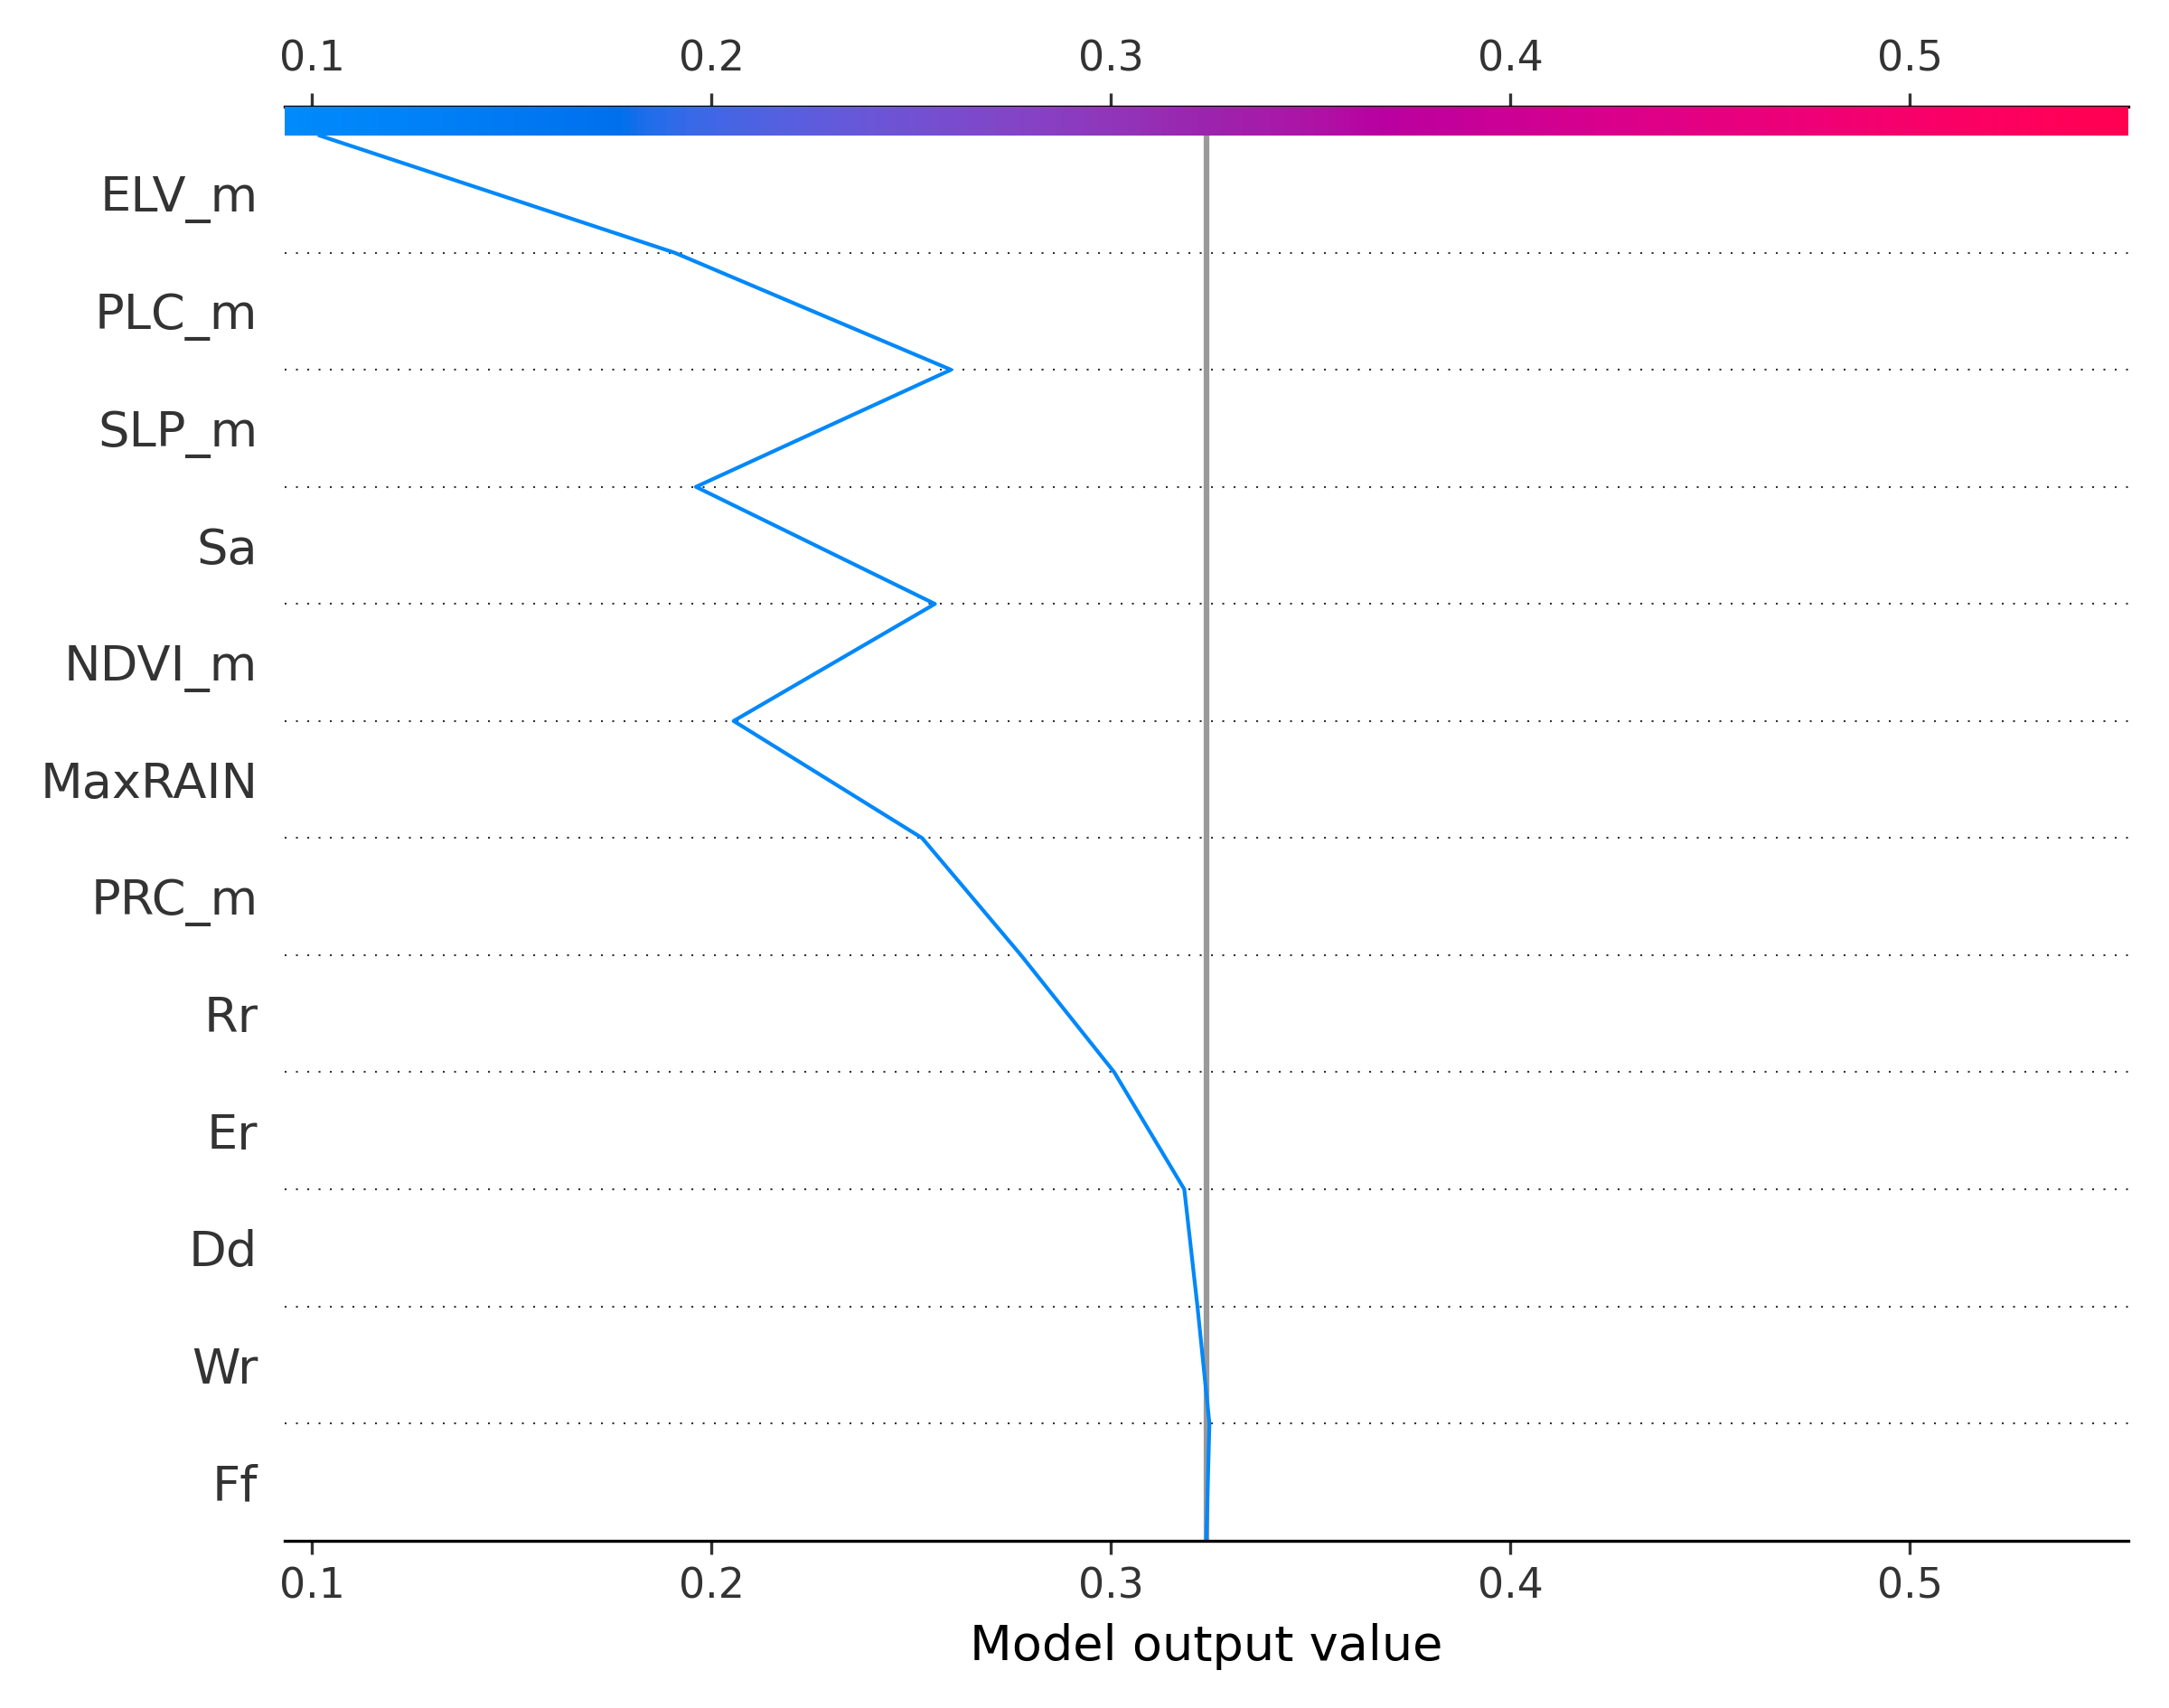 0.1 0.2 0.3 0.4 0.5
ELV_m
PLC_m
SLP_m
Sa
NDVI_m
MaxRAIN
PRC_m
Rr
Er
Dd
Wr
Ff
0.1 0.2 0.3 0.4 0.5
Model output value